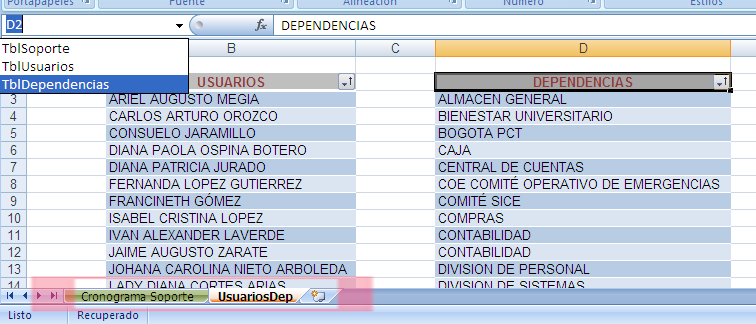 Portapapeles Fuente Alineación Número Estilos
D2 fx DEPENDENCIAS
TblSoporte
TblUsuarios
TblDependencias
B C D
USUARIOS DEPENDENCIAS
3 ARIEL AUGUSTO MEGIA ALMACEN GENERAL
4 CARLOS ARTURO OROZCO BIENESTAR UNIVERSITARIO
5 CONSUELO JARAMILLO BOGOTA PCT
6 DIANA PAOLA OSPINA BOTERO CAJA
7 DIANA PATRICIA JURADO CENTRAL DE CUENTAS
8 FERNANDA LOPEZ GUTIERREZ COE COMITÉ OPERATIVO DE EMERGENCIAS
9 FRANCINETH GÓMEZ COMITÉ SICE
10 ISABEL CRISTINA LOPEZ COMPRAS
11 IVAN ALEXANDER LAVERDE CONTABILIDAD
12 JAIME AUGUSTO ZARATE CONTABILIDAD
13 JOHANA CAROLINA NIETO ARBOLEDA DIVISION DE PERSONAL
14 LADY DIANA CORTES ARIAS DIVISION DE SISTEMAS
Cronograma Soporte UsuariosDep
Listo Recuperado